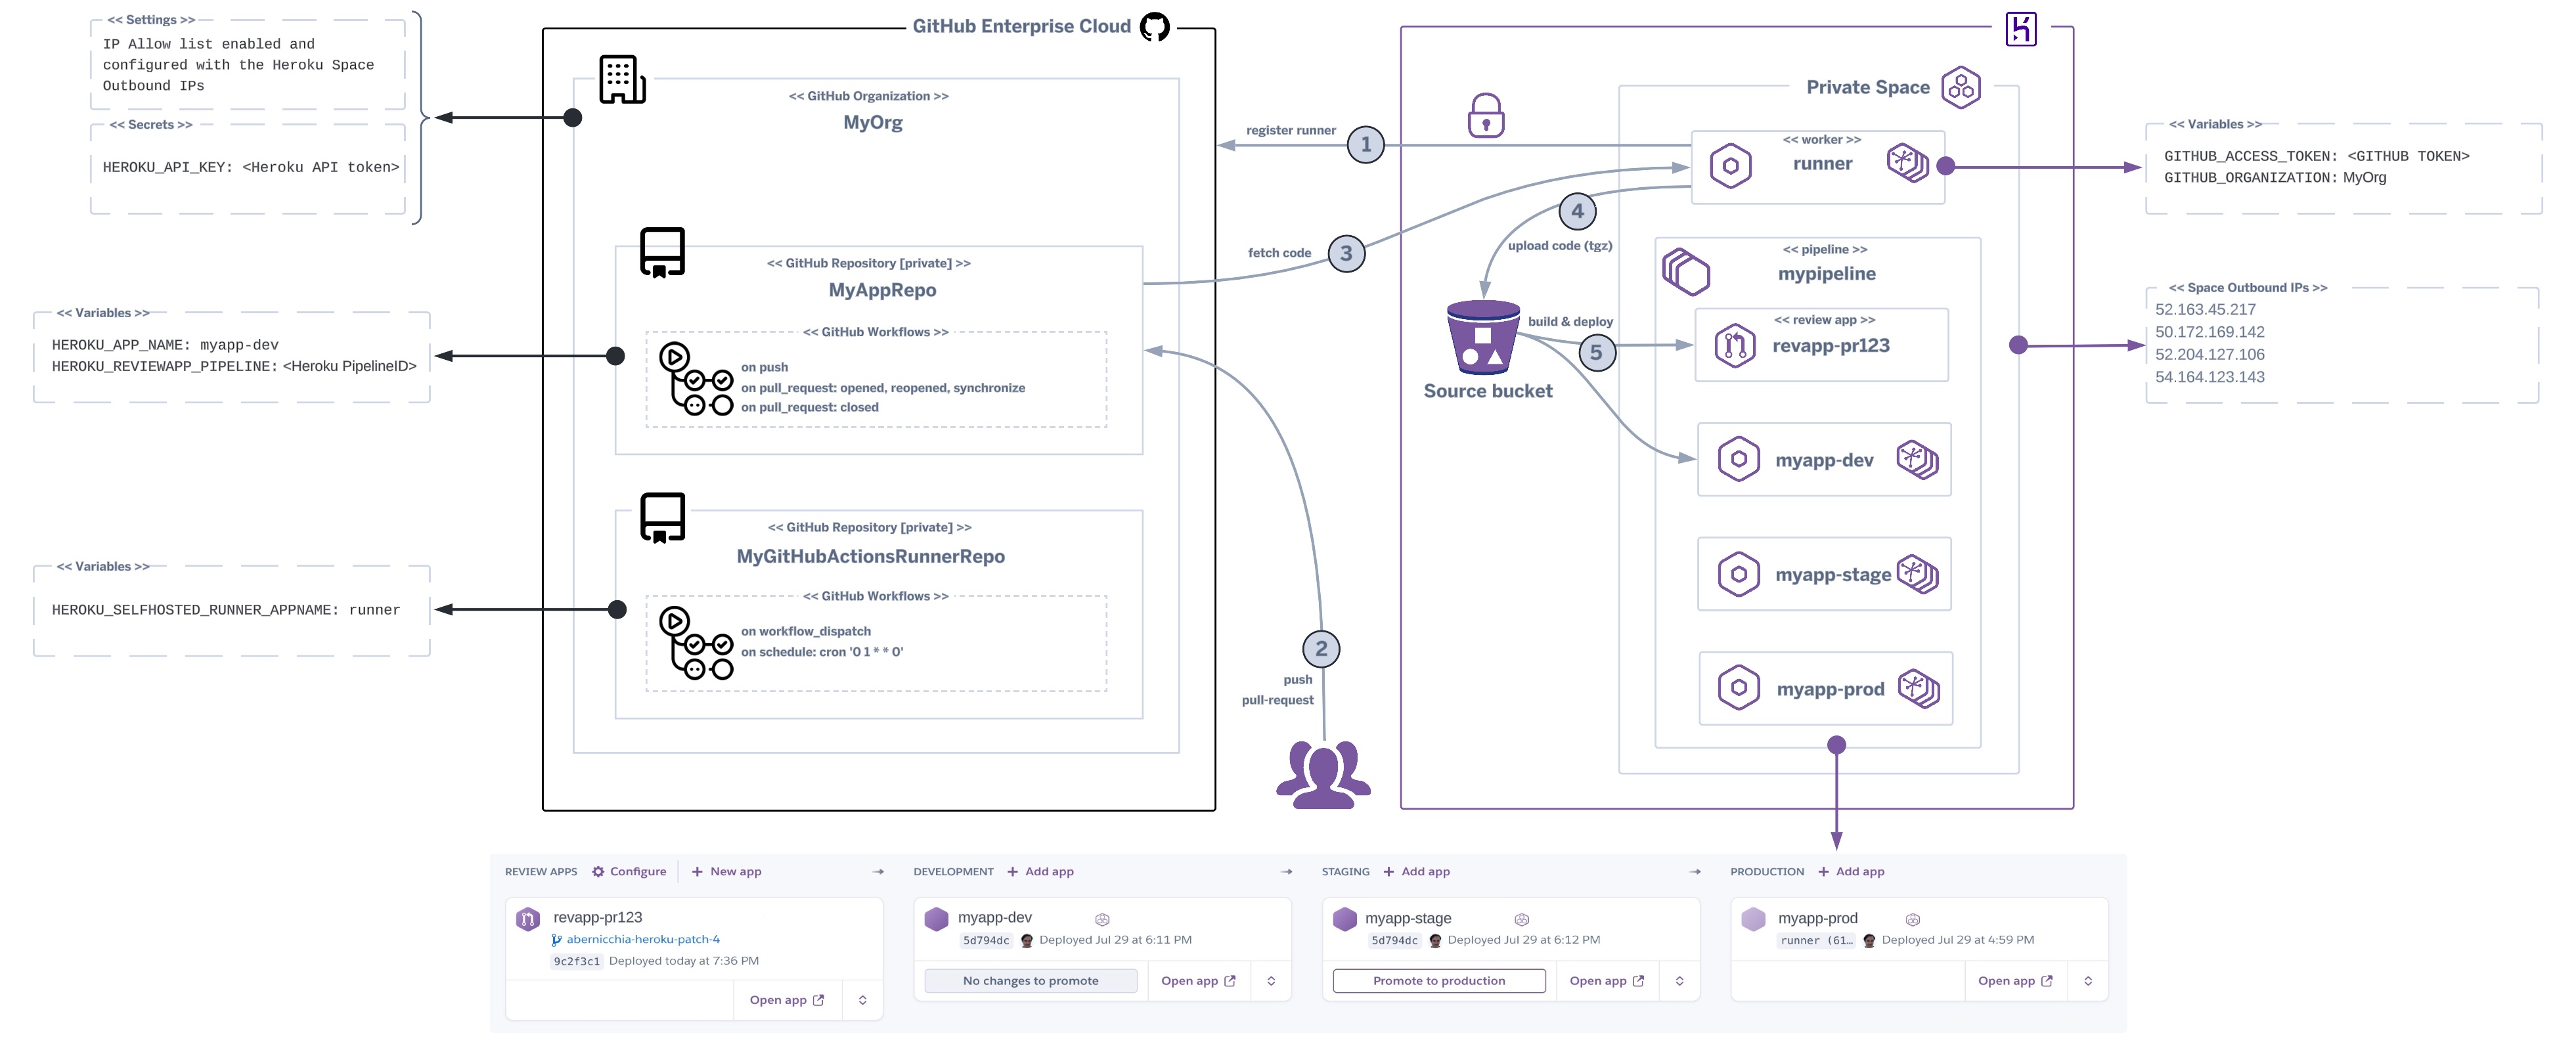 << Settings >>
IP Allow list enabled and
configured with the Heroku Space
Outbound IPs
<< Secrets >>
HEROKU_API_KEY: <Heroku API token>
<< Variables >>
HEROKU_APP_NAME: myapp-dev
HEROKU_REVIEWAPP_PIPELINE: <Heroku PipelineID>
<< Variables >>
HEROKU_SELFHOSTED_RUNNER_APPNAME: runner
GitHub Enterprise Cloud
<< GitHub Organization >>
MyOrg
<< GitHub Repository [private] >>
MyAppRepo
<< GitHub Workflows >>
on push
on pull_request: opened, reopened, synchronize
on pull_request: closed
<< GitHub Repository [private] >>
MyGitHubActionsRunnerRepo
<< GitHub Workflows >>
on workflow_dispatch
on schedule: cron '0 1 * * 0'
register runner
1
fetch code
3
2
push
pull-request
4
upload code (tgz)
build & deploy
5
Source bucket
Private Space
<< worker >>
runner
<< pipeline >>
mypipeline
<< review app >>
revapp-pr123
myapp-dev
myapp-stage
myapp-prod
<< Variables >>
GITHUB_ACCESS_TOKEN: <GITHUB TOKEN>
GITHUB_ORGANIZATION: MyOrg
<< Space Outbound IPs >>
52.163.45.217
50.172.169.142
52.204.127.106
54.164.123.143
REVIEW APPS Configure + New app →
revapp-pr123
abernicchia-heroku-patch-4
9c2f3c1 Deployed today at 7:36 PM
Open app
DEVELOPMENT + Add app →
myapp-dev
5d794dc Deployed Jul 29 at 6:11 PM
No changes to promote Open app
STAGING + Add app →
myapp-stage
5d794dc Deployed Jul 29 at 6:12 PM
Promote to production Open app
PRODUCTION + Add app
myapp-prod
runner (61… Deployed Jul 29 at 4:59 PM
Open app